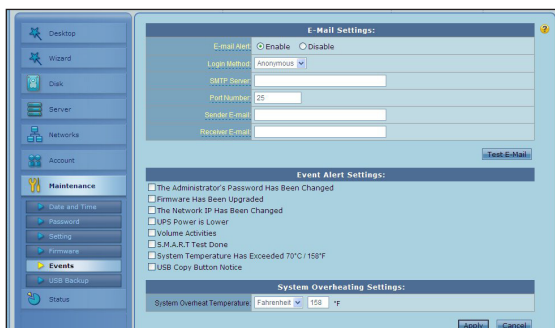 Desktop
Wizard
Disk
Server
Networks
Account
Maintenance
Date and Time
Password
Setting
Firmware
Events
USB Backup
Status
E-Mail Settings:
E-mail Alert: Enable Disable
Login Method: Anonymous
SMTP Server:
Port Number: 25
Sender E-mail:
Receiver E-mail:
Test E-Mail
Event Alert Settings:
The Administrator's Password Has Been Changed
Firmware Has Been Upgraded
The Network IP Has Been Changed
UPS Power is Lower
Volume Activities
S.M.A.R.T Test Done
System Temperature Has Exceeded 70°C / 158°F
USB Copy Button Notice
System Overheating Settings:
System Overheat Temperature: Fahrenheit 158 °F
Apply Cancel